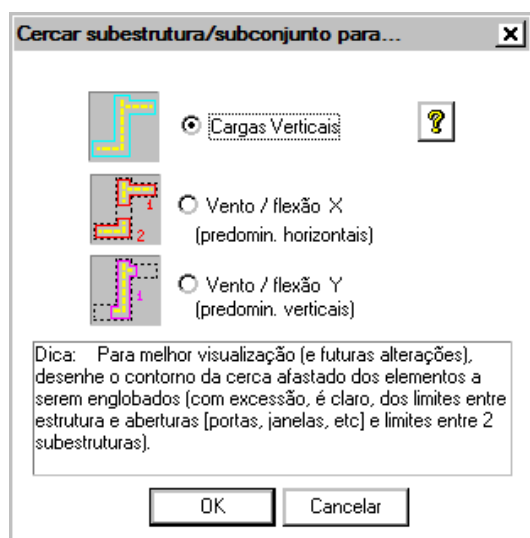 Cercar subestrutura/subconjunto para...
Cargas Verticais
Vento / flexão X
(predomin. horizontais)
1
2
Vento / flexão Y
(predomin. verticais)
1
Dica: Para melhor visualização (e futuras alterações),
desenhe o contorno da cerca afastado dos elementos a
serem englobados (com excessão, é claro, dos limites entre
estrutura e aberturas [portas, janelas, etc] e limites entre 2
subestruturas).
OK
Cancelar